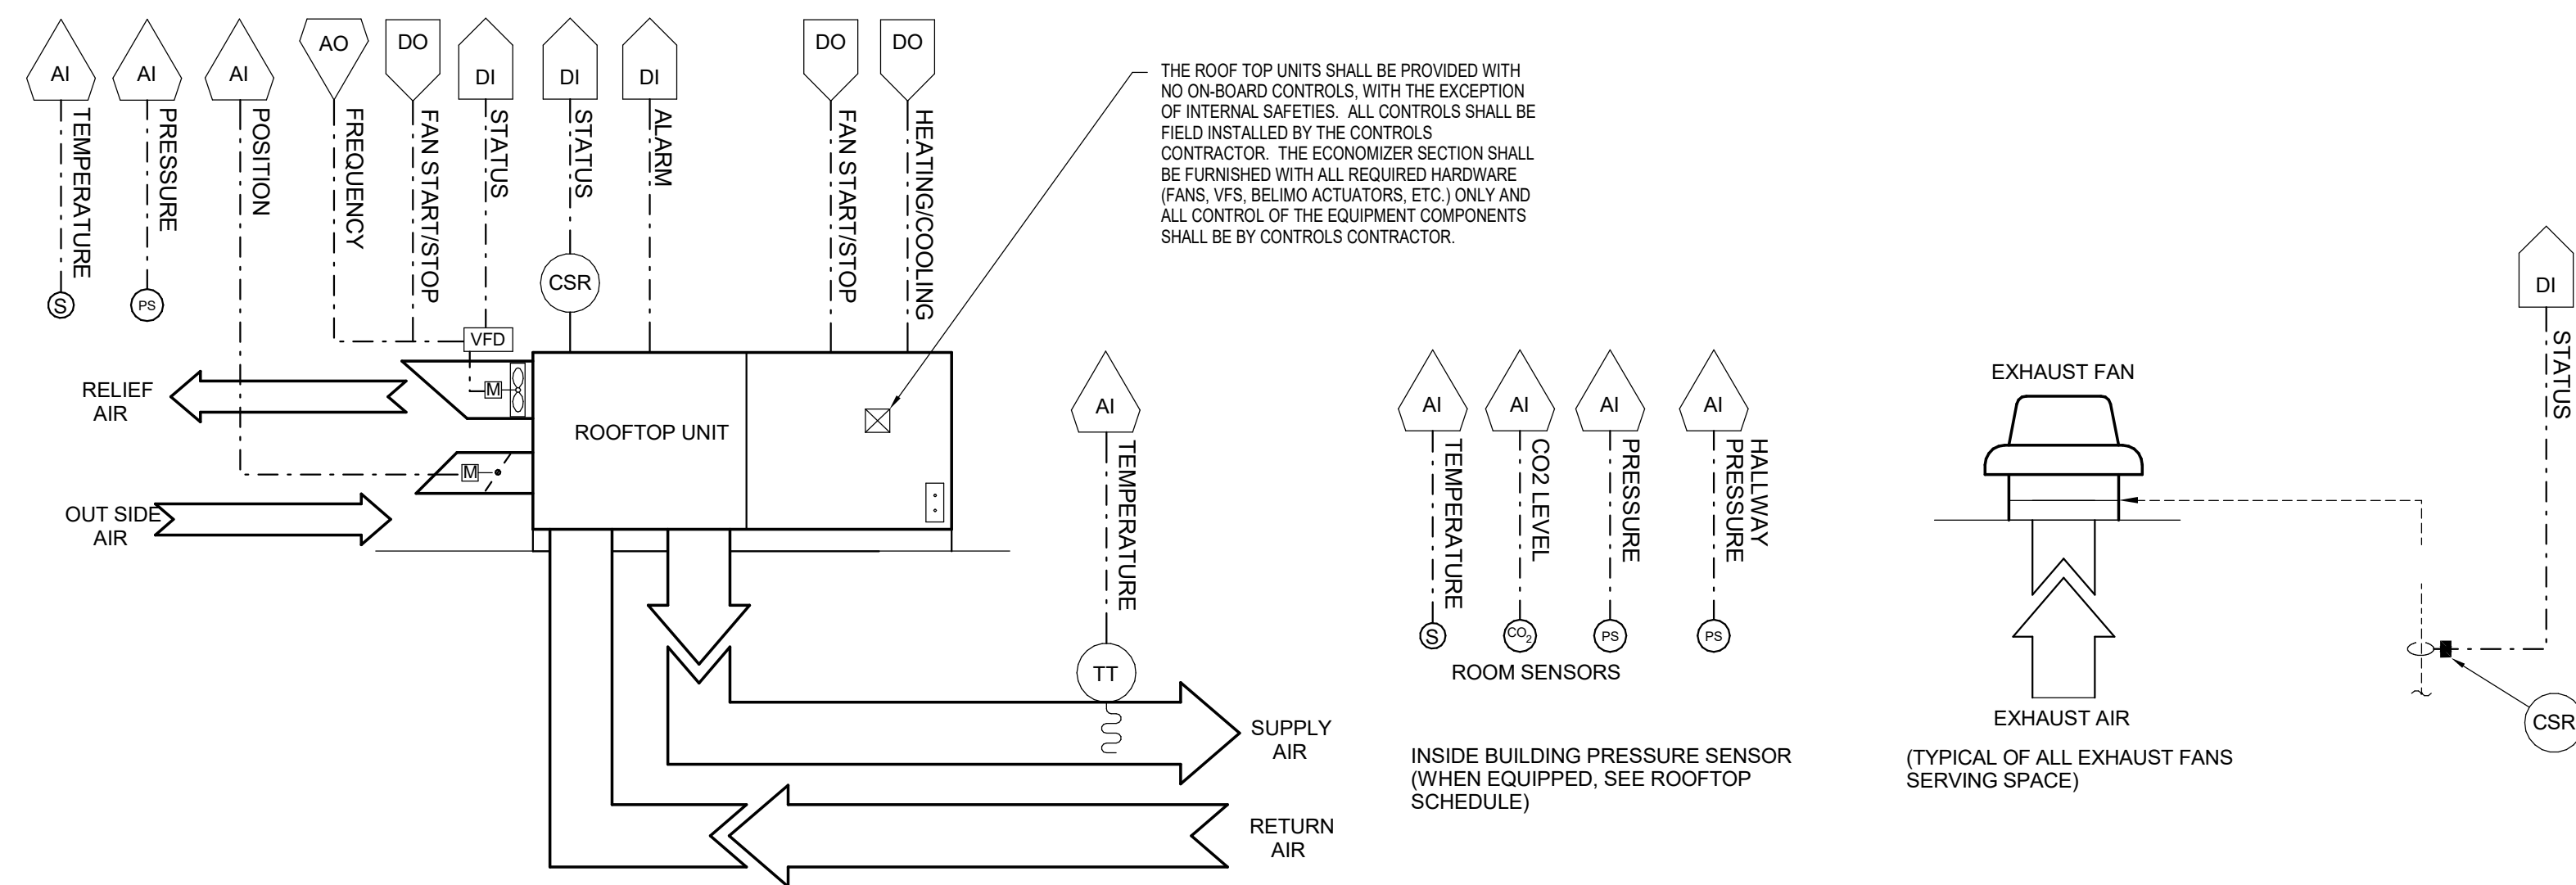 AI
AI
AI
AO
DO
DI
DI
DI
DO
DO
TEMPERATURE
PRESSURE
POSITION
FREQUENCY
FAN START/STOP
STATUS
STATUS
ALARM
FAN START/STOP
HEATING/COOLING
S
PS
CSR
VFD
M
M
RELIEF
AIR
OUT SIDE
AIR
ROOFTOP UNIT
THE ROOF TOP UNITS SHALL BE PROVIDED WITH
NO ON-BOARD CONTROLS, WITH THE EXCEPTION
OF INTERNAL SAFETIES. ALL CONTROLS SHALL BE
FIELD INSTALLED BY THE CONTROLS
CONTRACTOR. THE ECONOMIZER SECTION SHALL
BE FURNISHED WITH ALL REQUIRED HARDWARE
(FANS, VFS, BELIMO ACTUATORS, ETC.) ONLY AND
ALL CONTROL OF THE EQUIPMENT COMPONENTS
SHALL BE BY CONTROLS CONTRACTOR.
AI
TEMPERATURE
TT
SUPPLY
AIR
RETURN
AIR
AI
AI
AI
AI
TEMPERATURE
CO2 LEVEL
PRESSURE
HALLWAY
PRESSURE
S
CO2
PS
PS
ROOM SENSORS
INSIDE BUILDING PRESSURE SENSOR
(WHEN EQUIPPED, SEE ROOFTOP
SCHEDULE)
EXHAUST FAN
EXHAUST AIR
(TYPICAL OF ALL EXHAUST FANS
SERVING SPACE)
DI
STATUS
CSR